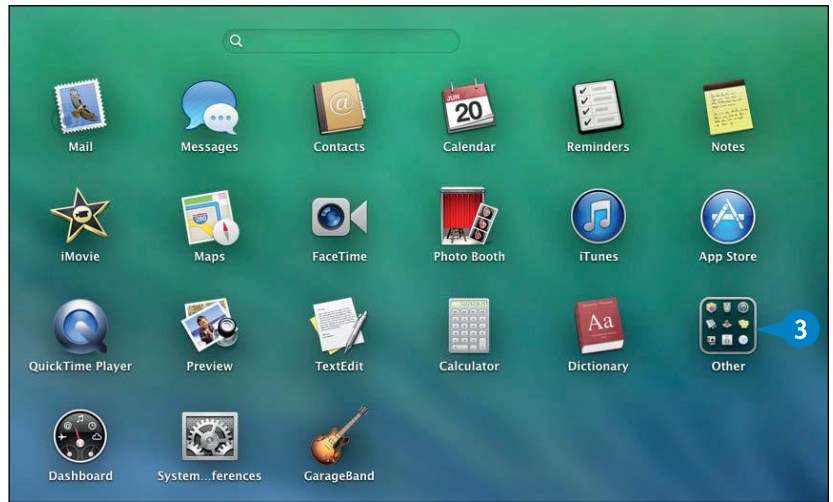 Mail Messages Contacts Calendar Reminders Notes
JUN
20
@
iMovie Maps FaceTime Photo Booth iTunes App Store
280
Aa
3
QuickTime Player Preview TextEdit Calculator Dictionary Other
@
Dashboard System...ferences GarageBand